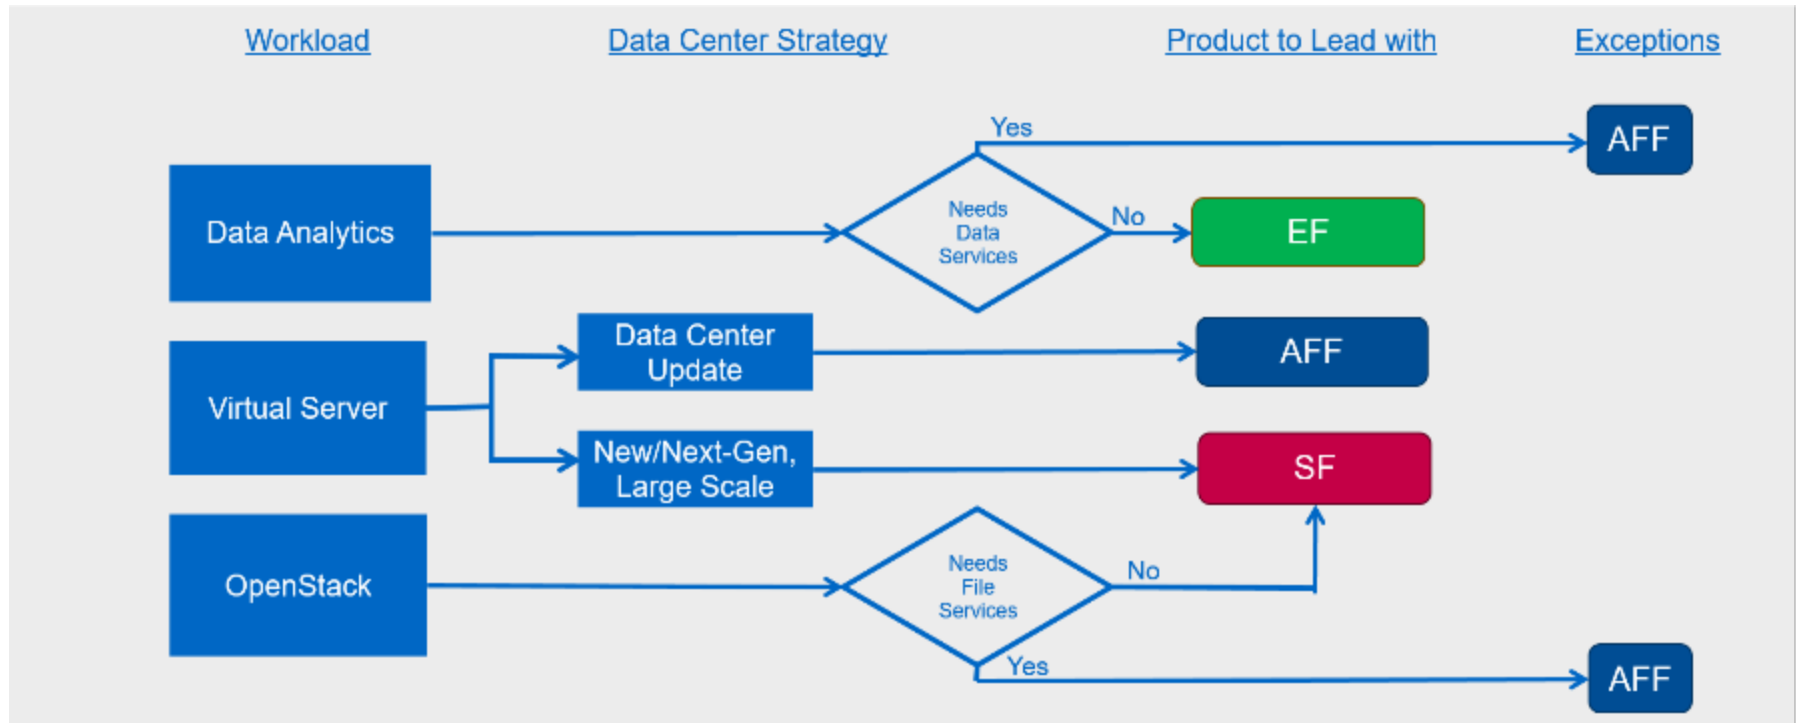 Workload
Data Center Strategy
Product to Lead with
Exceptions
Yes
AFF
Data Analytics
Needs
Data
Services
No
EF
Virtual Server
Data Center
Update
AFF
New/Next-Gen,
Large Scale
SF
OpenStack
Needs
File
Services
No
Yes
AFF